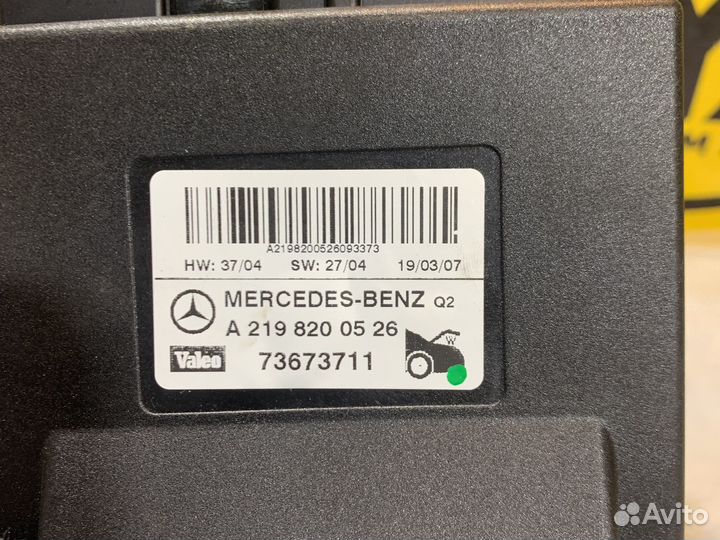 A2198200526093373
HW: 37/04 SW: 27/04 19/03/07
MERCEDES-BENZ Q2
A 219 820 05 26
Valeo 73673711
W
Avito